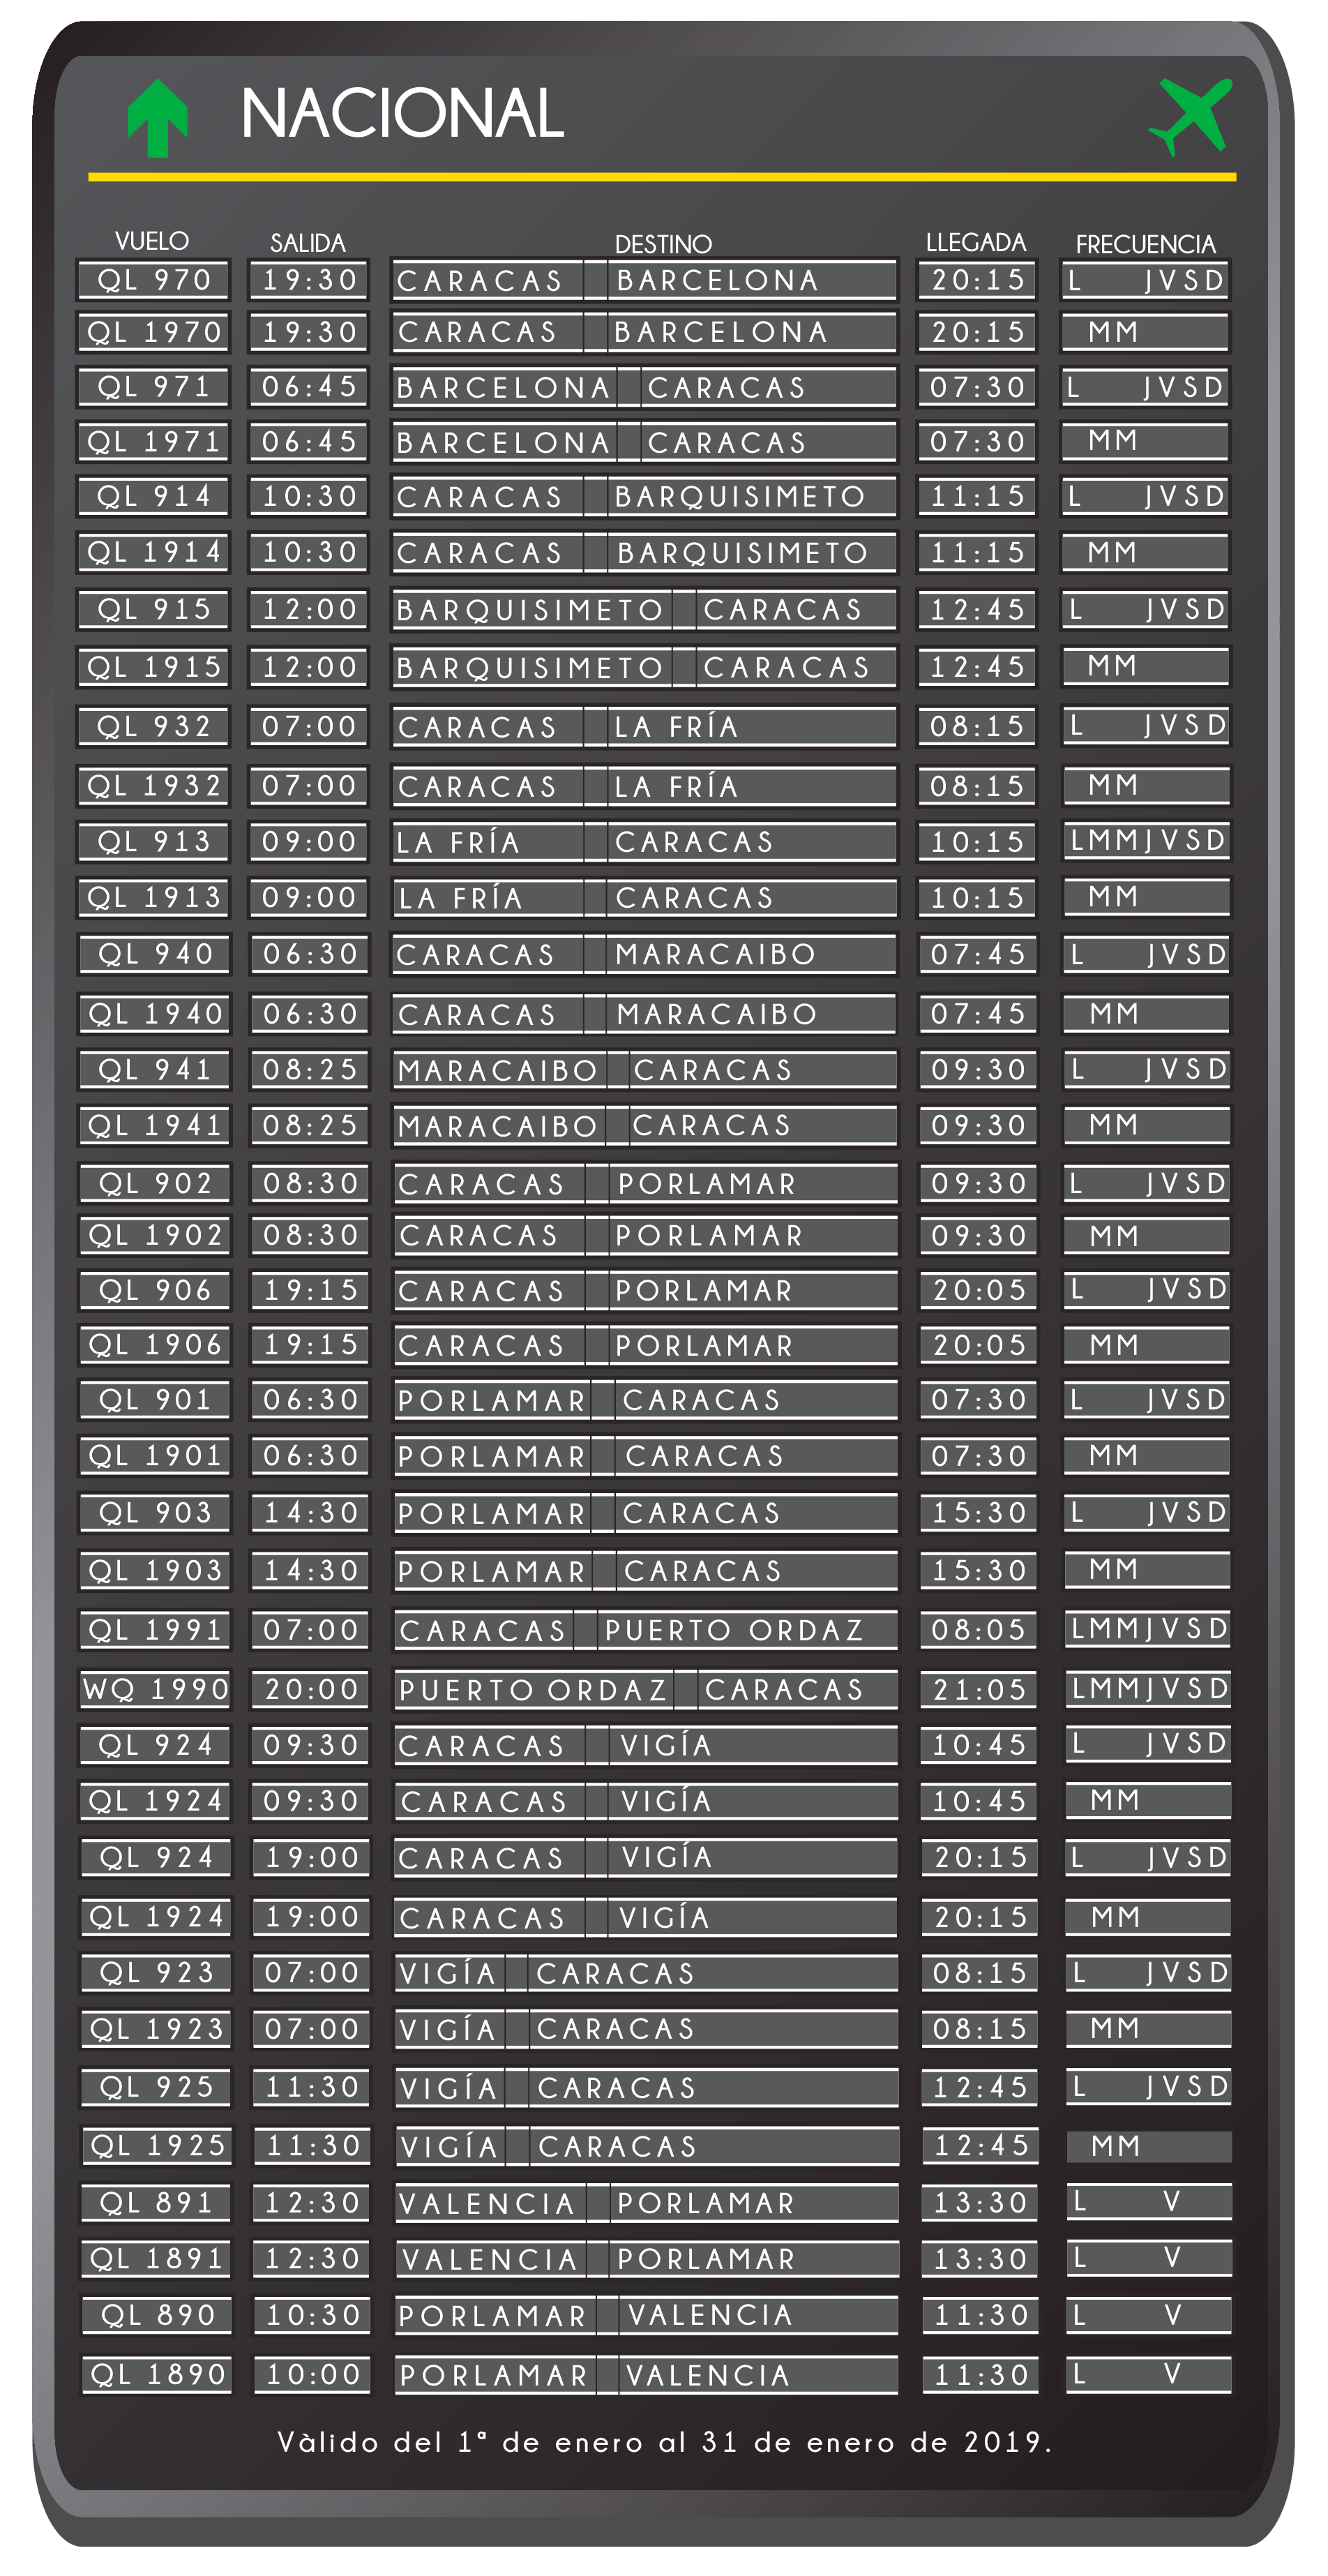 NACIONAL
VUELO SALIDA DESTINO LLEGADA FRECUENCIA
QL 970 19:30 CARACAS BARCELONA 20:15 L JVSD
QL 1970 19:30 CARACAS BARCELONA 20:15 MM
QL 971 06:45 BARCELONA CARACAS 07:30 L JVSD
QL 1971 06:45 BARCELONA CARACAS 07:30 MM
QL 914 10:30 CARACAS BARQUISIMETO 11:15 L JVSD
QL 1914 10:30 CARACAS BARQUISIMETO 11:15 MM
QL 915 12:00 BARQUISIMETO CARACAS 12:45 L JVSD
QL 1915 12:00 BARQUISIMETO CARACAS 12:45 MM
QL 932 07:00 CARACAS LA FRÍA 08:15 L JVSD
QL 1932 07:00 CARACAS LA FRÍA 08:15 MM
QL 913 09:00 LA FRÍA CARACAS 10:15 LMMJVSD
QL 1913 09:00 LA FRÍA CARACAS 10:15 MM
QL 940 06:30 CARACAS MARACAIBO 07:45 L JVSD
QL 1940 06:30 CARACAS MARACAIBO 07:45 MM
QL 941 08:25 MARACAIBO CARACAS 09:30 L JVSD
QL 1941 08:25 MARACAIBO CARACAS 09:30 MM
QL 902 08:30 CARACAS PORLAMAR 09:30 L JVSD
QL 1902 08:30 CARACAS PORLAMAR 09:30 MM
QL 906 19:15 CARACAS PORLAMAR 20:05 L JVSD
QL 1906 19:15 CARACAS PORLAMAR 20:05 MM
QL 901 06:30 PORLAMAR CARACAS 07:30 L JVSD
QL 1901 06:30 PORLAMAR CARACAS 07:30 MM
QL 903 14:30 PORLAMAR CARACAS 15:30 L JVSD
QL 1903 14:30 PORLAMAR CARACAS 15:30 MM
QL 1991 07:00 CARACAS PUERTO ORDAZ 08:05 LMMJVSD
WQ 1990 20:00 PUERTO ORDAZ CARACAS 21:05 LMMJVSD
QL 924 09:30 CARACAS VIGÍA 10:45 L JVSD
QL 1924 09:30 CARACAS VIGÍA 10:45 MM
QL 924 19:00 CARACAS VIGÍA 20:15 L JVSD
QL 1924 19:00 CARACAS VIGÍA 20:15 MM
QL 923 07:00 VIGÍA CARACAS 08:15 L JVSD
QL 1923 07:00 VIGÍA CARACAS 08:15 MM
QL 925 11:30 VIGÍA CARACAS 12:45 L JVSD
QL 1925 11:30 VIGÍA CARACAS 12:45 MM
QL 891 12:30 VALENCIA PORLAMAR 13:30 L V
QL 1891 12:30 VALENCIA PORLAMAR 13:30 L V
QL 890 10:30 PORLAMAR VALENCIA 11:30 L V
QL 1890 10:00 PORLAMAR VALENCIA 11:30 L V
Vàlido del 1ª de enero al 31 de enero de 2019.